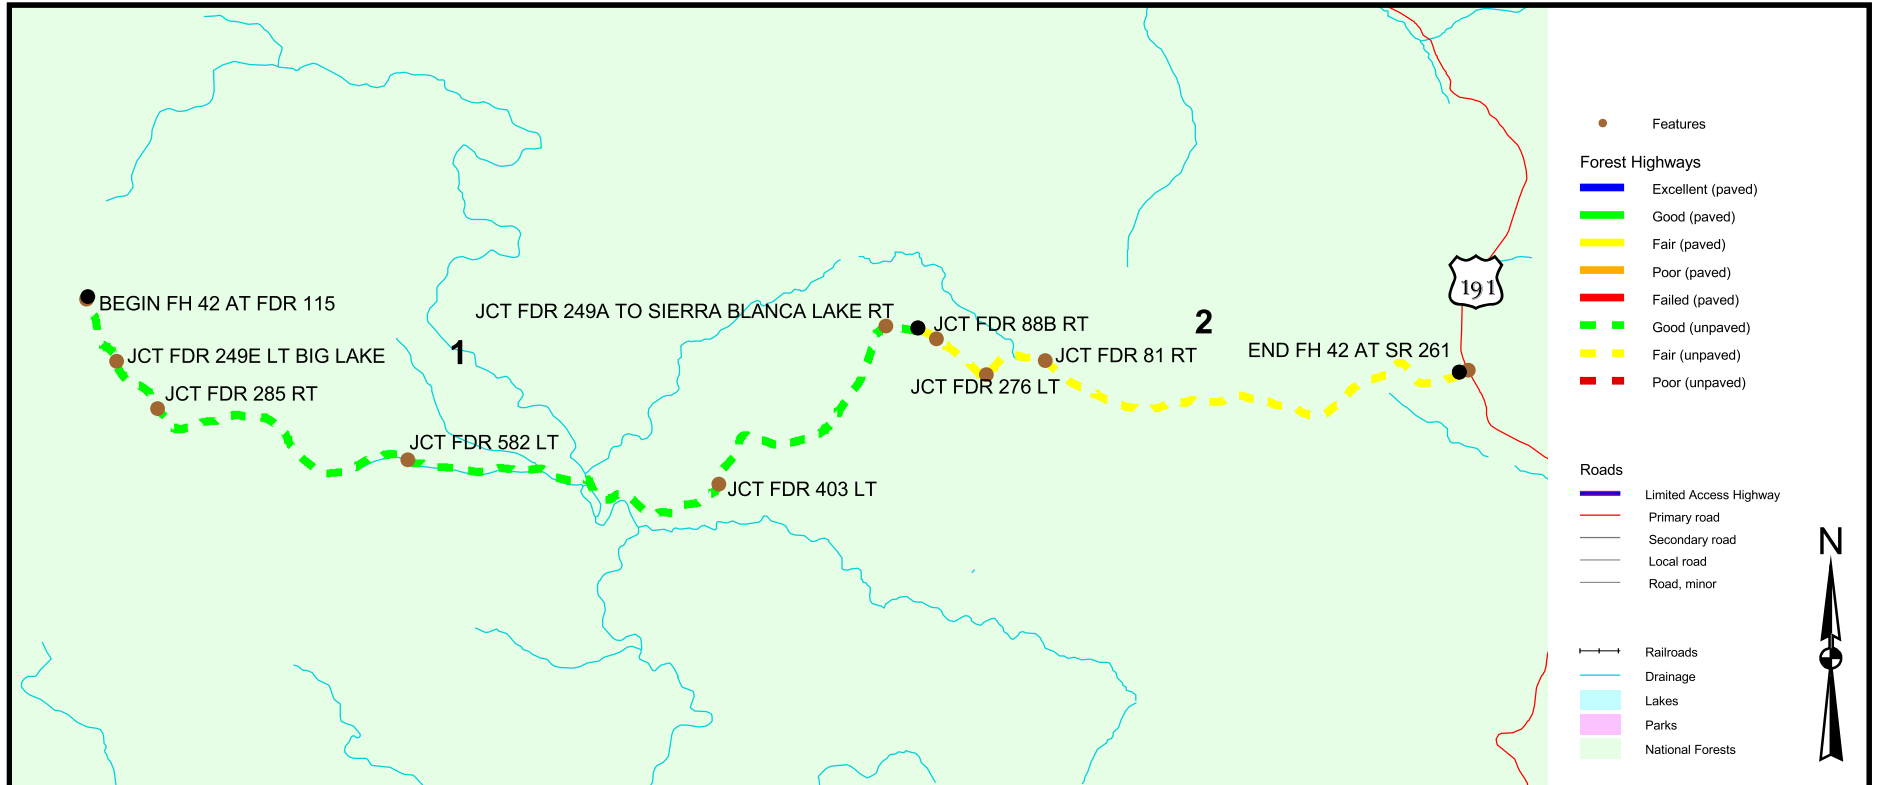 BEGIN FH 42 AT FDR 115
JCT FDR 249E LT BIG LAKE
JCT FDR 285 RT
JCT FDR 582 LT
1
JCT FDR 249A TO SIERRA BLANCA LAKE RT
JCT FDR 403 LT
JCT FDR 88B RT
JCT FDR 276 LT
JCT FDR 81 RT
2
END FH 42 AT SR 261
191
Features
Forest Highways
Excellent (paved)
Good (paved)
Fair (paved)
Poor (paved)
Failed (paved)
Good (unpaved)
Fair (unpaved)
Poor (unpaved)
Roads
Limited Access Highway
Primary road
Secondary road
Local road
Road, minor
N
Railroads
Drainage
Lakes
Parks
National Forests